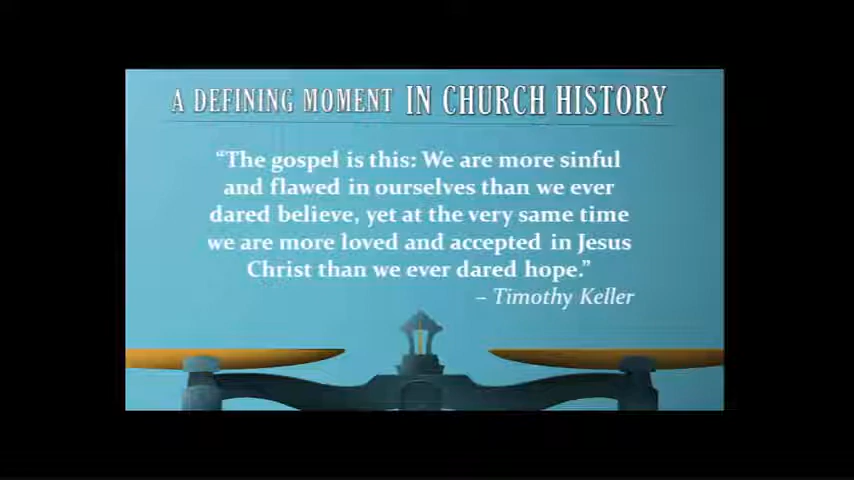 A DEFINING MOMENT IN CHURCH HISTORY
“The gospel is this: We are more sinful
and flawed in ourselves than we ever
dared believe, yet at the very same time
we are more loved and accepted in Jesus
Christ than we ever dared hope.”
– Timothy Keller